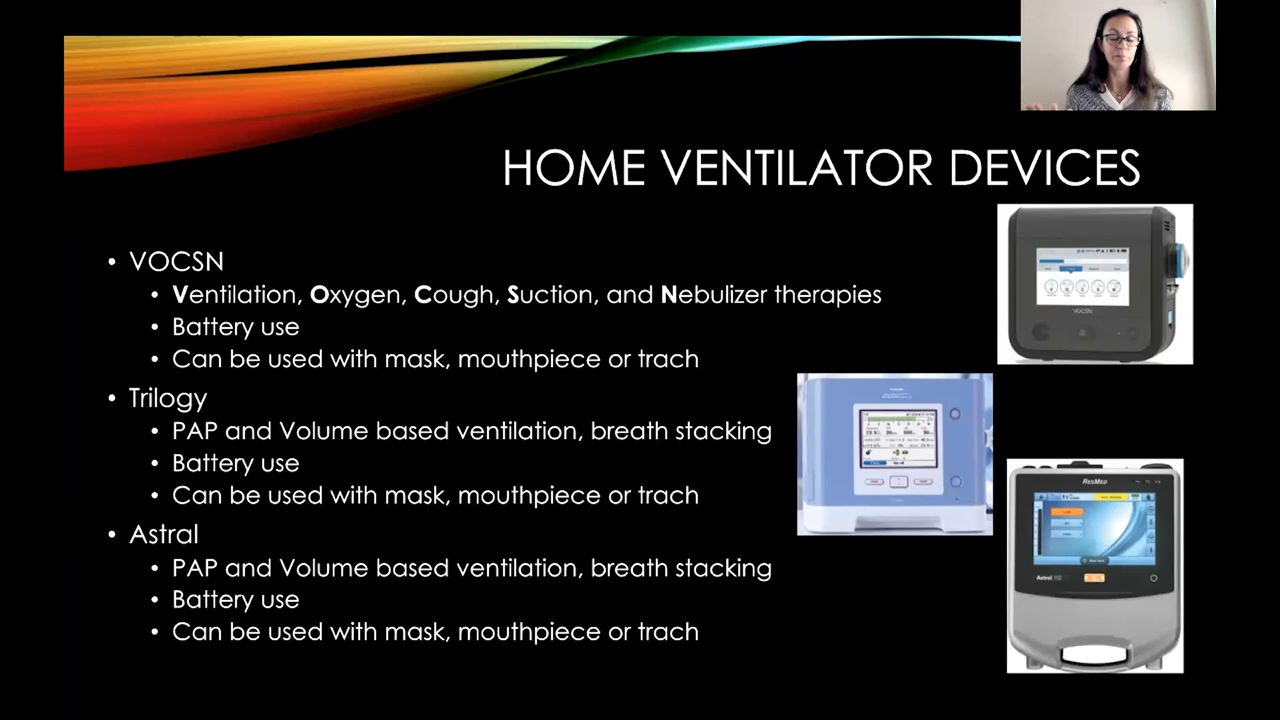 HOME VENTILATOR DEVICES
• VOCSN
• Ventilation, Oxygen, Cough, Suction, and Nebulizer therapies
• Battery use
• Can be used with mask, mouthpiece or trach
• Trilogy
• PAP and Volume based ventilation, breath stacking
• Battery use
• Can be used with mask, mouthpiece or trach
• Astral
• PAP and Volume based ventilation, breath stacking
• Battery use
• Can be used with mask, mouthpiece or trach
VOCSN
ResMed
Astral